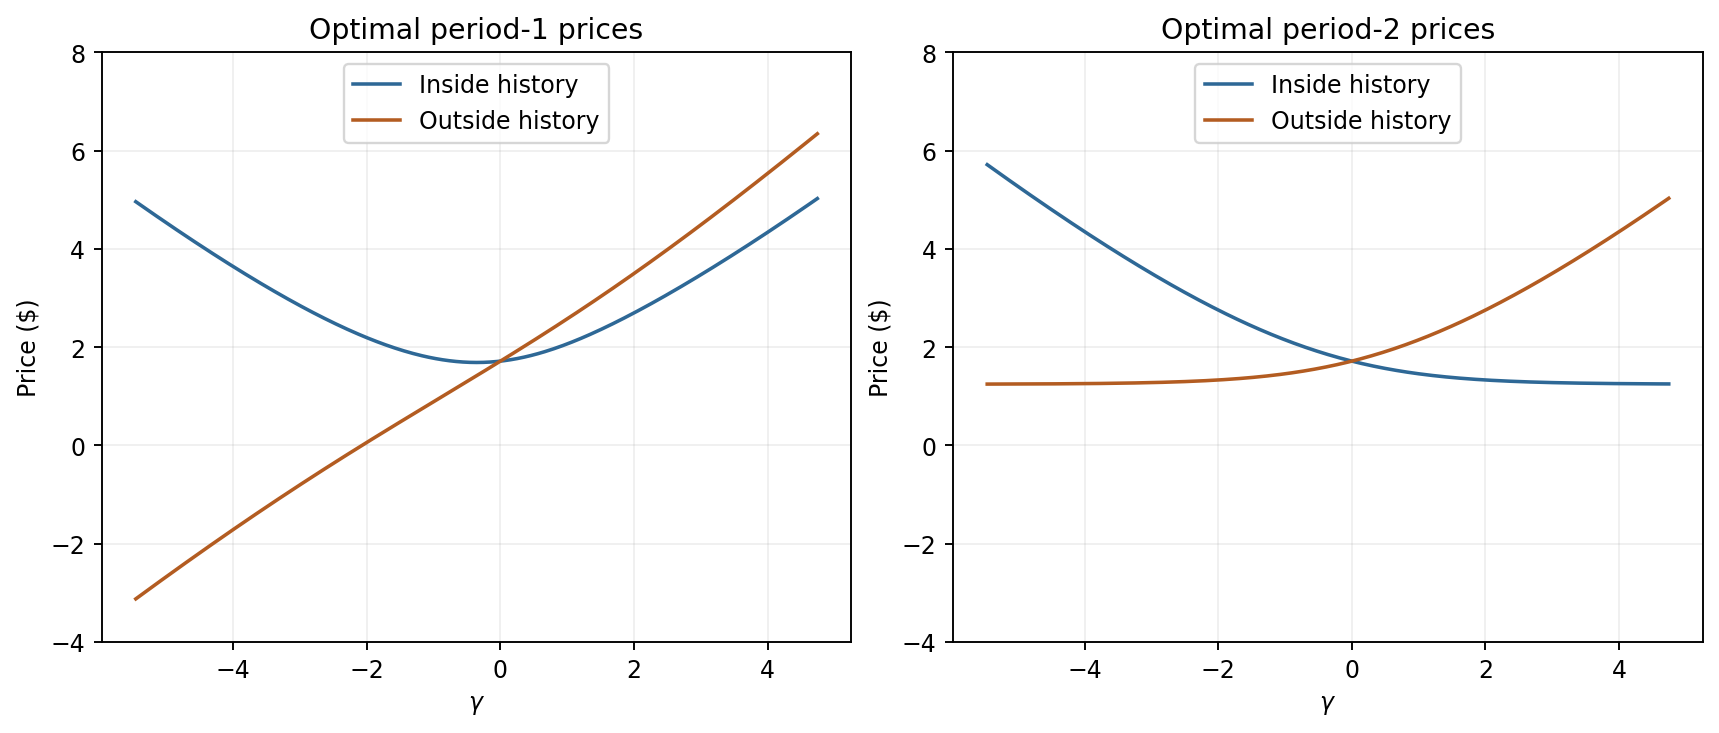 Optimal period-1 prices
Inside history
Outside history
8
6
4
2
0
−2
−4
Price ($)
−4
−2
0
2
4
γ
Optimal period-2 prices
Inside history
Outside history
8
6
4
2
0
−2
−4
Price ($)
−4
−2
0
2
4
γ